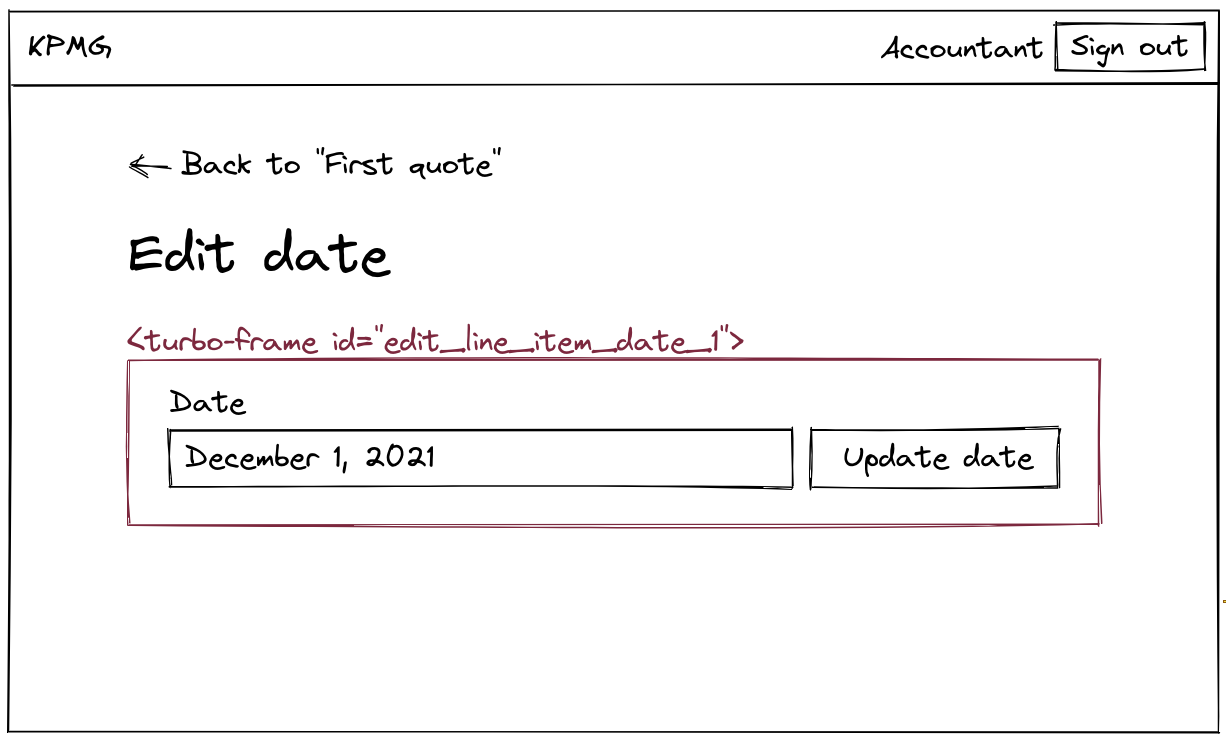 KPMG Accountant Sign out
← Back to "First quote"
Edit date
<turbo-frame id="edit_line_item_date_1">
Date
December 1, 2021 Update date